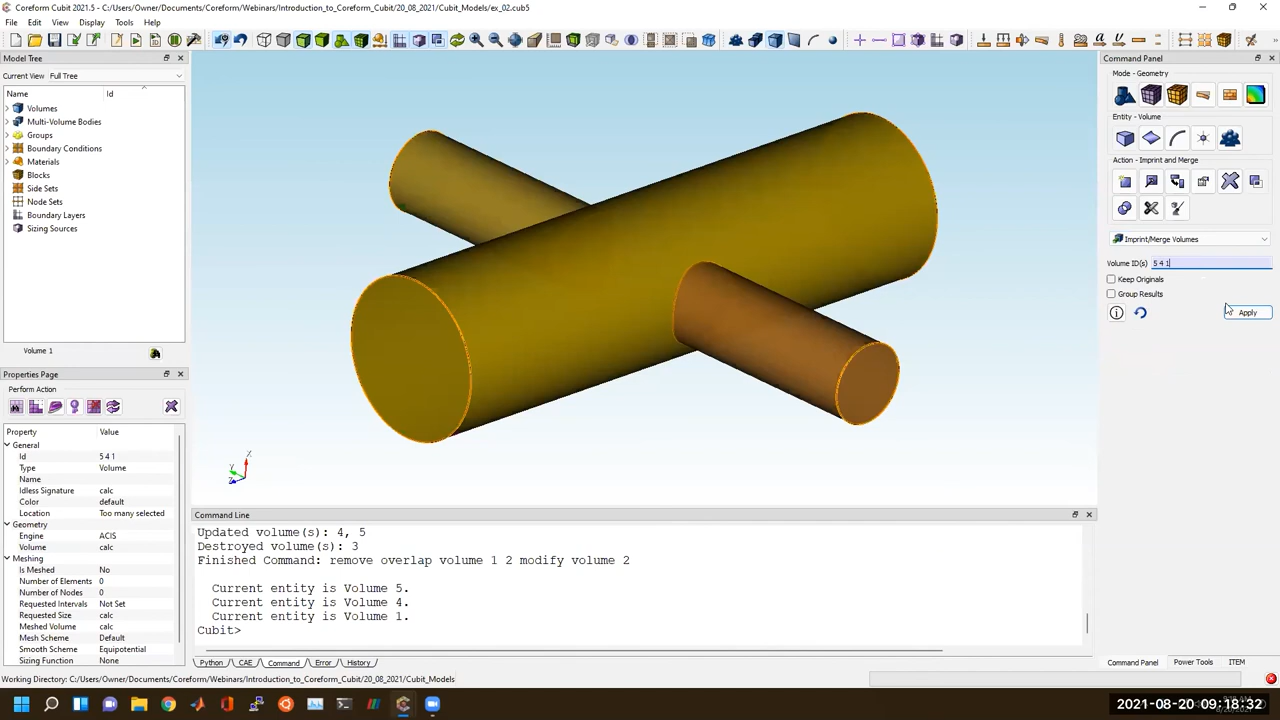 Coreform Cubit 2021.5 - C:/Users/Owner/Documents/Coreform/Webinars/Introduction_to_Coreform_Cubit/20_08_2021/Cubit_Models/ex_02.cub5
File Edit View Display Tools Help
Model Tree
Current View Full Tree
Name Id
Volumes
Multi-Volume Bodies
Groups
Boundary Conditions
Materials
Blocks
Side Sets
Node Sets
Boundary Layers
Sizing Sources
Volume 1
Properties Page
Perform Action
Property Value
General
Id 5 4 1
Type Volume
Name
Idless Signature calc
Color default
Location Too many selected
Geometry
Engine ACIS
Volume calc
Meshing
Is Meshed No
Number of Elements 0
Number of Nodes 0
Requested Intervals Not Set
Requested Size calc
Meshed Volume calc
Mesh Scheme Default
Smooth Scheme Equipotential
Sizing Function None
X
Y
Z
Command Line
Updated volume(s): 4, 5
Destroyed volume(s): 3
Finished Command: remove overlap volume 1 2 modify volume 2
Current entity is Volume 5.
Current entity is Volume 4.
Current entity is Volume 1.
Cubit>
Python CAE Command Error History
Command Panel
Mode - Geometry
Entity - Volume
Action - Imprint and Merge
Imprint/Merge Volumes
Volume ID(s) 5 4 1
Keep Originals
Group Results
Apply
Command Panel Power Tools ITEM
Working Directory: C:/Users/Owner/Documents/Coreform/Webinars/Introduction_to_Coreform_Cubit/20_08_2021/Cubit_Models
2021-08-20 09:18:32